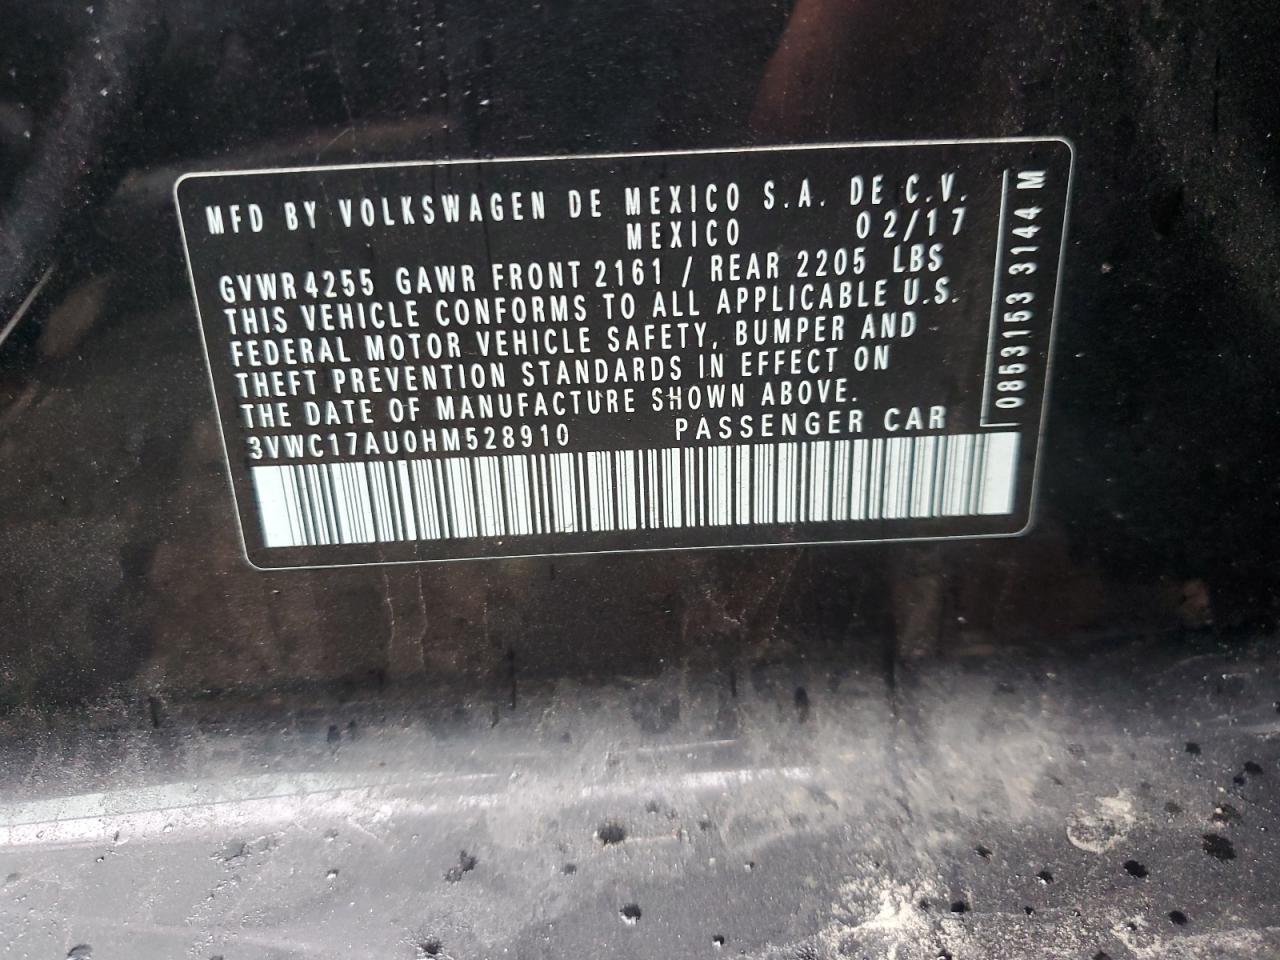 MFD BY VOLKSWAGEN DE MEXICO S.A. DE C.V.
MEXICO 02/17
GVWR 4255 GAWR FRONT 2161 / REAR 2205 LBS
THIS VEHICLE CONFORMS TO ALL APPLICABLE U.S.
FEDERAL MOTOR VEHICLE SAFETY, BUMPER AND
THEFT PREVENTION STANDARDS IN EFFECT ON
THE DATE OF MANUFACTURE SHOWN ABOVE.
3VWC17AU0HM528910 PASSENGER CAR
0853153 3144 M